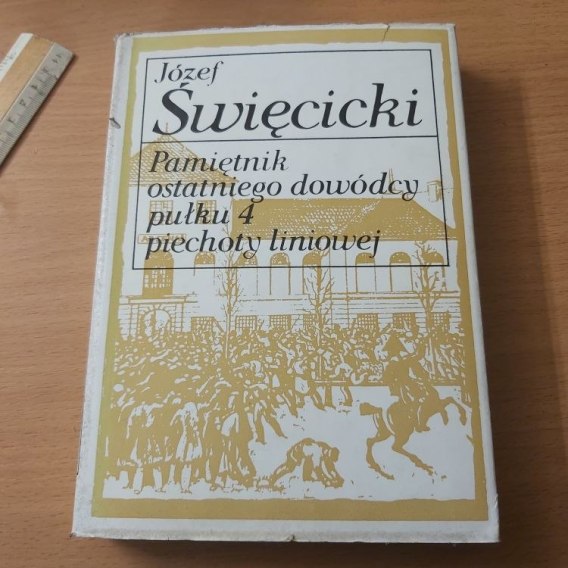 Józef
Święcicki
Pamiętnik
ostatniego dowódcy
pułku 4
piechoty liniowej